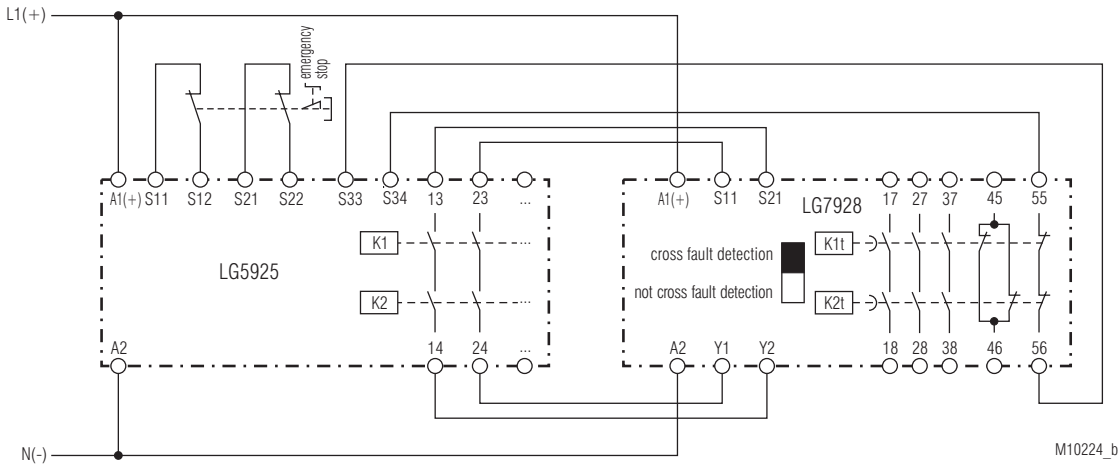 L1(+)
emergency
stop
A1(+) S11 S12 S21 S22 S33 S34 13 23 ...
A1(+) S11 S21 17 27 37 45 55
LG7928
K1 ...
K1t
cross fault detection
LG5925
not cross fault detection
K2 ...
K2t
A2 14 24 ...
A2 Y1 Y2 18 28 38 46 56
N(-)
M10224_b